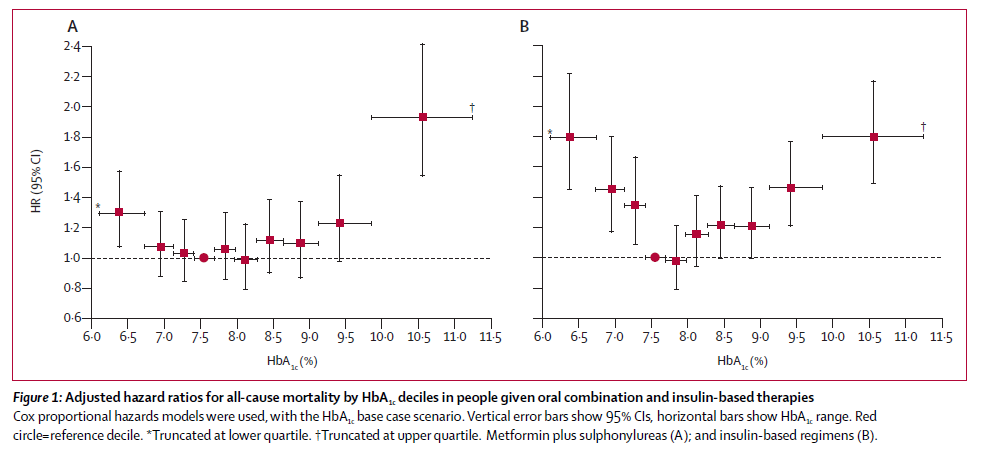 A
B
2·4
2·2
2·0
1·8
1·6
1·4
1·2
1·0
0·8
0·6
HR (95% CI)
*
†
*
†
6·0 6·5 7·0 7·5 8·0 8·5 9·0 9·5 10·0 10·5 11·0 11·5
6·0 6·5 7·0 7·5 8·0 8·5 9·0 9·5 10·0 10·5 11·0 11·5
HbA1c (%)
HbA1c (%)
Figure 1: Adjusted hazard ratios for all-cause mortality by HbA1c deciles in people given oral combination and insulin-based therapies
Cox proportional hazards models were used, with the HbA1c base case scenario. Vertical error bars show 95% CIs, horizontal bars show HbA1c range. Red
circle=reference decile. *Truncated at lower quartile. †Truncated at upper quartile. Metformin plus sulphonylureas (A); and insulin-based regimens (B).